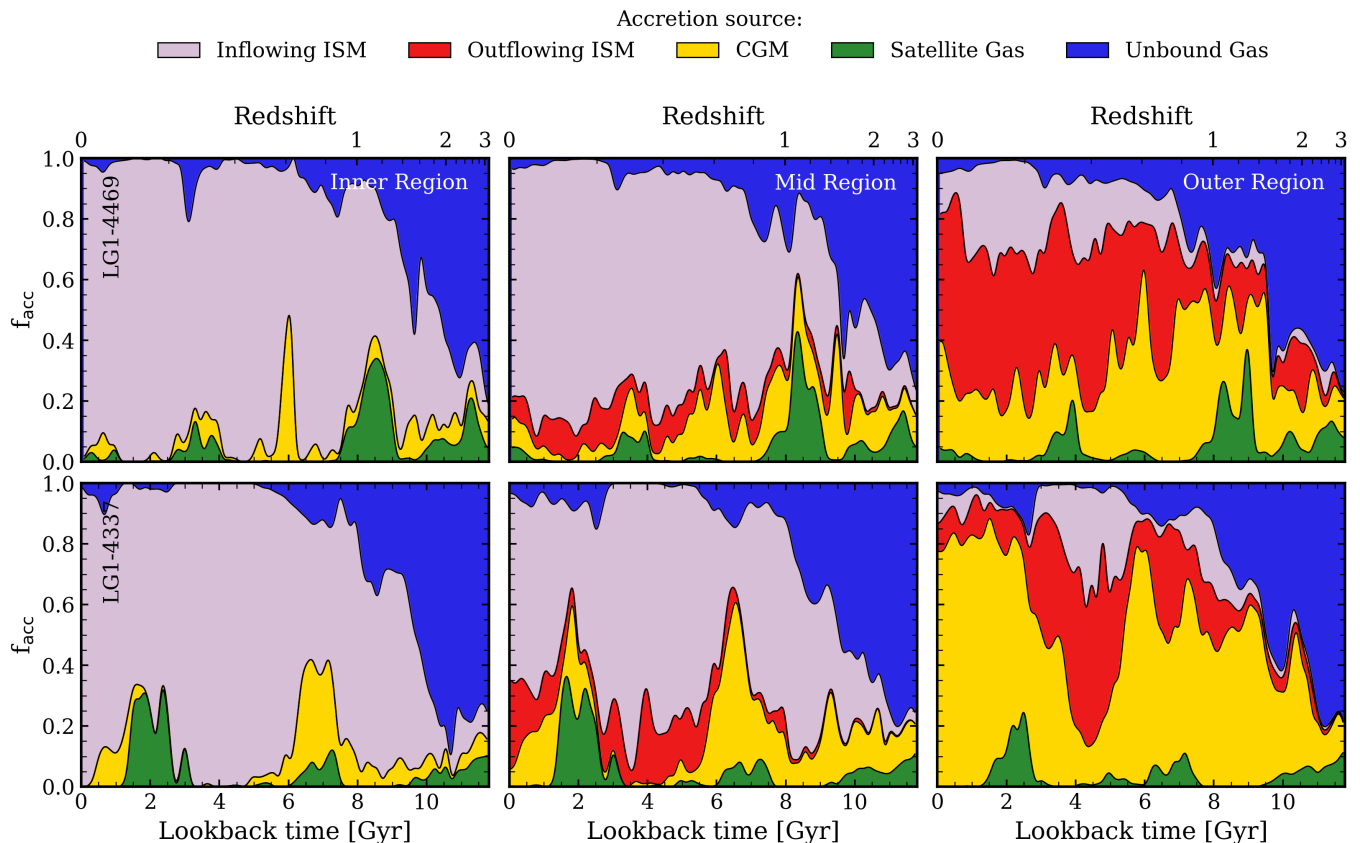 Accretion source:
Inflowing ISM Outflowing ISM CGM Satellite Gas Unbound Gas
Redshift Redshift Redshift
0 1 2 3 0 1 2 3 0 1 2 3
Inner Region Mid Region Outer Region
LG1-4469
f_acc
1.0
0.8
0.6
0.4
0.2
0.0
LG1-4337
f_acc
1.0
0.8
0.6
0.4
0.2
0.0
0 2 4 6 8 10 0 2 4 6 8 10 0 2 4 6 8 10
Lookback time [Gyr] Lookback time [Gyr] Lookback time [Gyr]